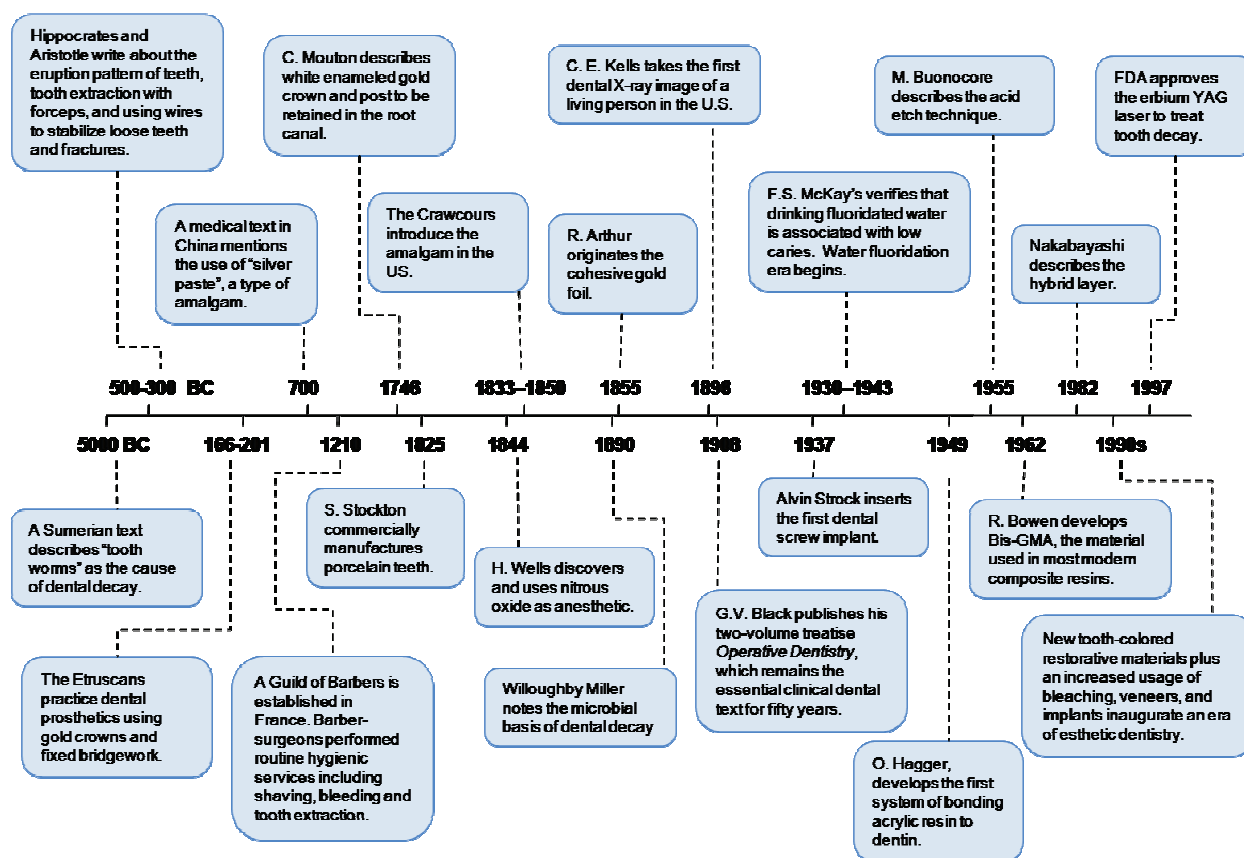 Hippocrates and
Aristotle write about the
eruption pattern of teeth,
tooth extraction with
forceps, and using wires
to stabilize loose teeth
and fractures.
C. Mouton describes
white enameled gold
crown and post to be
retained in the root
canal.
C. E. Kells takes the first
dental X-ray image of a
living person in the U.S.
M. Buonocore
describes the acid
etch technique.
FDA approves
the erbium YAG
laser to treat
tooth decay.
A medical text in
China mentions
the use of “silver
paste”, a type of
amalgam.
The Crawcours
introduce the
amalgam in the
US.
R. Arthur
originates the
cohesive gold
foil.
F.S. McKay’s verifies that
drinking fluoridated water
is associated with low
caries. Water fluoridation
era begins.
Nakabayashi
describes the
hybrid layer.
500-300 BC 700 1746 1833–1850 1855 1896 1930–1943 1955 1982 1997
5000 BC 166-201 1210 1825 1844 1890 1908 1937 1949 1962 1990s
A Sumerian text
describes “tooth
worms” as the cause
of dental decay.
S. Stockton
commercially
manufactures
porcelain teeth.
H. Wells discovers
and uses nitrous
oxide as anesthetic.
Alvin Strock inserts
the first dental
screw implant.
R. Bowen develops
Bis-GMA, the material
used in most modern
composite resins.
The Etruscans
practice dental
prosthetics using
gold crowns and
fixed bridgework.
A Guild of Barbers is
established in
France. Barber-
surgeons performed
routine hygienic
services including
shaving, bleeding and
tooth extraction.
Willoughby Miller
notes the microbial
basis of dental decay
G.V. Black publishes his
two-volume treatise
Operative Dentistry,
which remains the
essential clinical dental
text for fifty years.
O. Hagger,
develops the first
system of bonding
acrylic resin to
dentin.
New tooth-colored
restorative materials plus
an increased usage of
bleaching, veneers, and
implants inaugurate an era
of esthetic dentistry.